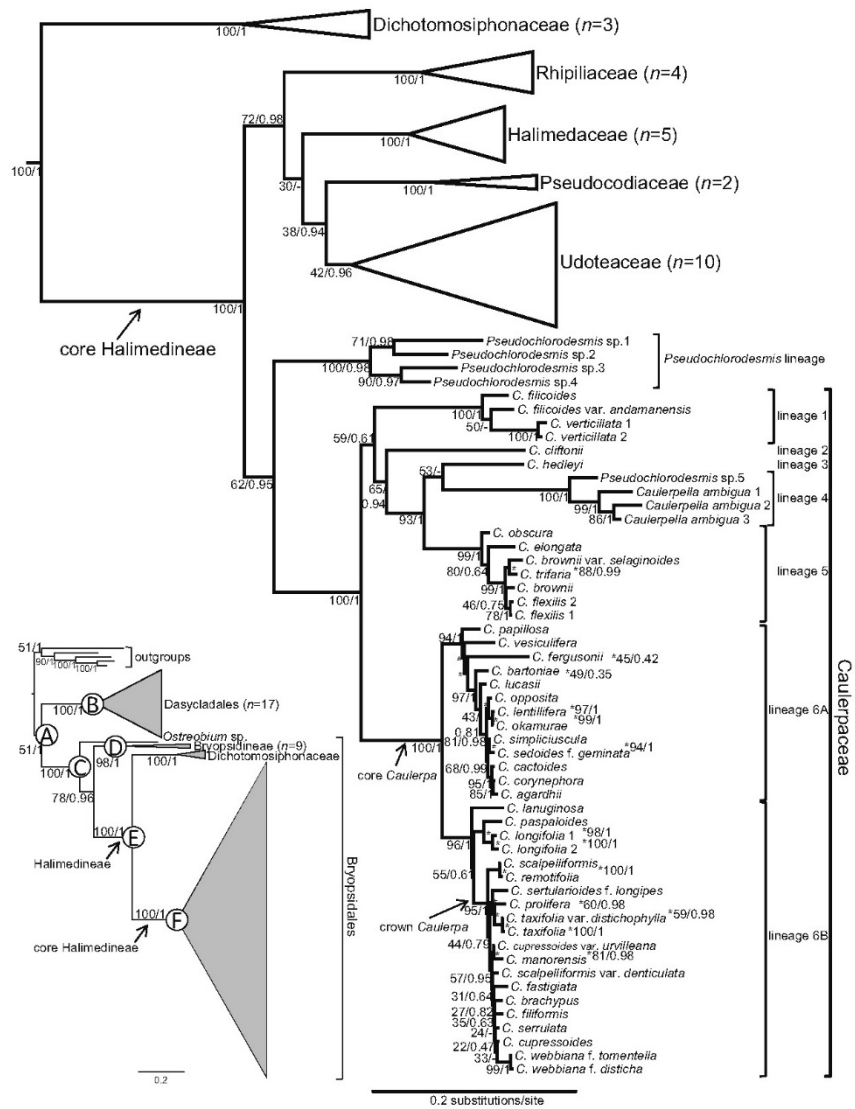 Dichotomosiphonaceae (n=3)
100/1
Rhipiliaceae (n=4)
100/1
72/0.98
Halimedaceae (n=5)
100/1
100/1
30/-
Pseudocodiaceae (n=2)
100/1
38/0.94
Udoteaceae (n=10)
42/0.96
100/1
core Halimedineae
71/0.98
Pseudochlorodesmis sp.1
Pseudochlorodesmis sp.2
100/0.98
Pseudochlorodesmis sp.3
90/0.97
Pseudochlorodesmis sp.4
Pseudochlorodesmis lineage
C. filicoides
100/1
C. filicoides var. andamanensis
50/-
C. verticillata 1
100/1
C. verticillata 2
lineage 1
59/0.61
C. cliftonii
lineage 2
53/-
C. hedleyi
lineage 3
62/0.95
65/
0.94
Pseudochlorodesmis sp.5
100/1
Caulerpella ambigua 1
99/1
Caulerpella ambigua 2
86/1
Caulerpella ambigua 3
lineage 4
93/1
C. obscura
99/1
C. elongata
80/0.64
C. brownii var. selaginoides
* C. trifaria *88/0.99
99/1
C. brownii
46/0.75
C. flexilis 2
78/1
C. flexilis 1
lineage 5
100/1
94/1
C. papillosa
C. vesiculifera
* C. fergusonii *45/0.42
* C. bartoniae *49/0.35
97/1
C. lucasii
C. opposita
43/-
* C. lentillifera *97/1
* C. okamurae *99/1
0.81
81/0.98
C. simpliciuscula
* C. sedoides f. geminata *94/1
68/0.99
C. cactoides
95/1
C. corynephora
85/1
C. agardhii
lineage 6A
100/1
core Caulerpa
C. lanuginosa
C. paspaloides
96/1
* C. longifolia 1 *98/1
* C. longifolia 2 *100/1
55/0.61
C. scalpelliformis *100/1
* C. remotifolia
C. sertularioides f. longipes
95/1
* C. prolifera *60/0.98
crown Caulerpa
* C. taxifolia var. distichophylla *59/0.98
* C. taxifolia *100/1
44/0.79
C. cupressoides var. urvilleana
* C. manorensis *81/0.98
57/0.95
C. scalpelliformis var. denticulata
31/0.64
C. fastigiata
27/0.82
C. brachypus
35/0.63
C. filiformis
24/-
C. serrulata
22/0.47
C. cupressoides
33/-
C. webbiana f. tomentella
99/1
C. webbiana f. disticha
lineage 6B
Caulerpaceae
0.2 substitutions/site
51/1
90/1
100/1
100/1
outgroups
100/1
B
Dasycladales (n=17)
A
51/1
Ostreobium sp.
D
Bryopsidineae (n=9)
100/1
C
98/1
100/1
Dichotomosiphonaceae
78/0.96
100/1
E
Halimedineae
100/1
F
core Halimedineae
Bryopsidales
0.2